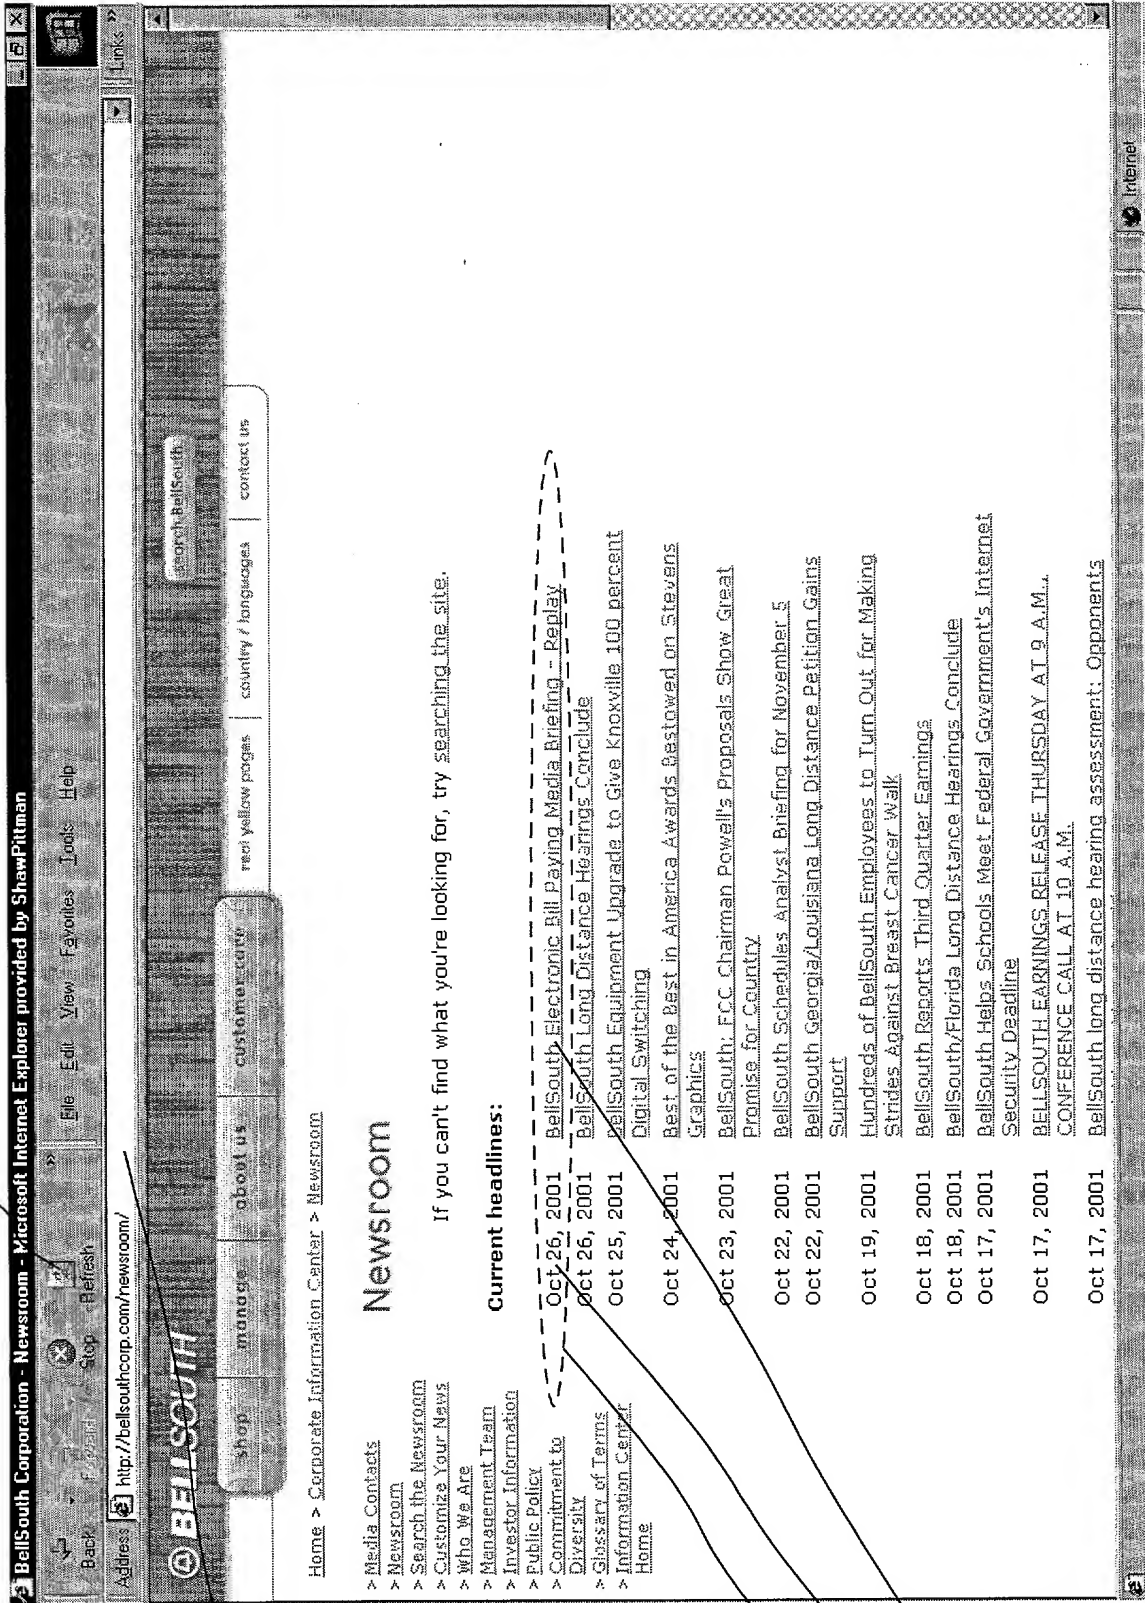 BellSouth Corporation - Newsroom - Microsoft Internet Explorer provided by ShawPittman
File Edit View Favorites Tools Help
Back Forward Stop Refresh
Address http://bellsouthcorp.com/newsroom/ Links
BELLSOUTH
search BellSouth
shop manage about us customer care real yellow pages country / languages contact us
Home > Corporate Information Center > Newsroom
> Media Contacts
> Newsroom
> Search the Newsroom
> Customize Your News
> Who We Are
> Management Team
> Investor Information
> Public Policy
> Commitment to
Diversity
> Glossary of Terms
> Information Center
Home
Newsroom
If you can't find what you're looking for, try searching the site.
Current headlines:
Oct 26, 2001 BellSouth Electronic Bill Paying Media Briefing - Replay
Oct 26, 2001 BellSouth Long Distance Hearings Conclude
Oct 25, 2001 BellSouth Equipment Upgrade to Give Knoxville 100 percent
Digital Switching
Oct 24, 2001 Best of the Best in America Awards Bestowed on Stevens
Graphics
Oct 23, 2001 BellSouth: FCC Chairman Powell's Proposals Show Great
Promise for Country
Oct 22, 2001 BellSouth Schedules Analyst Briefing for November 5
Oct 22, 2001 BellSouth Georgia/Louisiana Long Distance Petition Gains
Support
Oct 19, 2001 Hundreds of BellSouth Employees to Turn Out for Making
Strides Against Breast Cancer Walk
Oct 18, 2001 BellSouth Reports Third Quarter Earnings
Oct 18, 2001 BellSouth/Florida Long Distance Hearings Conclude
Oct 17, 2001 BellSouth Helps Schools Meet Federal Government's Internet
Security Deadline
Oct 17, 2001 BELLSOUTH EARNINGS RELEASE THURSDAY AT 9 A.M.,
CONFERENCE CALL AT 10 A.M.
Oct 17, 2001 BellSouth long distance hearing assessment: Opponents
Internet